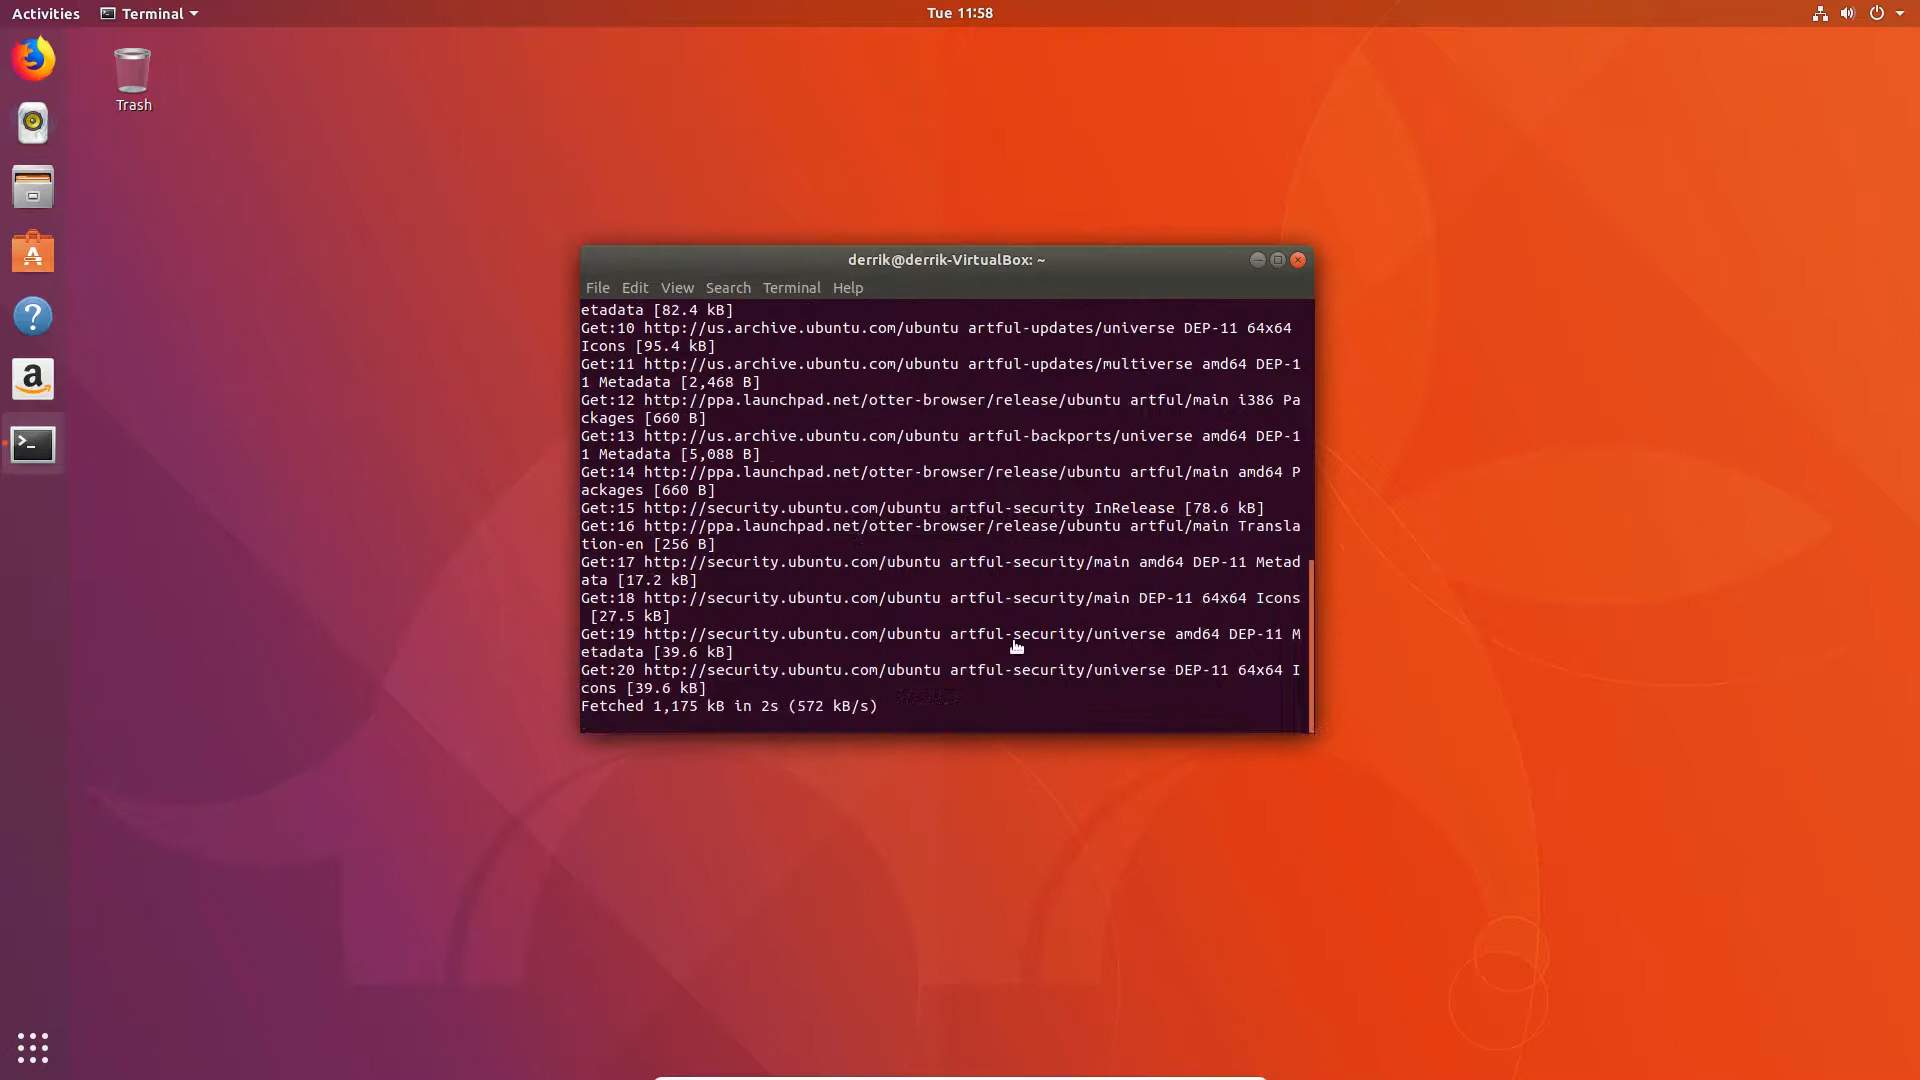 Activities Terminal Tue 11:58
Trash
derrik@derrik-VirtualBox: ~
File Edit View Search Terminal Help
etadata [82.4 kB]
Get:10 http://us.archive.ubuntu.com/ubuntu artful-updates/universe DEP-11 64x64
Icons [95.4 kB]
Get:11 http://us.archive.ubuntu.com/ubuntu artful-updates/multiverse amd64 DEP-1
1 Metadata [2,468 B]
Get:12 http://ppa.launchpad.net/otter-browser/release/ubuntu artful/main i386 Pa
ckages [660 B]
Get:13 http://us.archive.ubuntu.com/ubuntu artful-backports/universe amd64 DEP-1
1 Metadata [5,088 B]
Get:14 http://ppa.launchpad.net/otter-browser/release/ubuntu artful/main amd64 P
ackages [660 B]
Get:15 http://security.ubuntu.com/ubuntu artful-security InRelease [78.6 kB]
Get:16 http://ppa.launchpad.net/otter-browser/release/ubuntu artful/main Transla
tion-en [256 B]
Get:17 http://security.ubuntu.com/ubuntu artful-security/main amd64 DEP-11 Metad
ata [17.2 kB]
Get:18 http://security.ubuntu.com/ubuntu artful-security/main DEP-11 64x64 Icons
[27.5 kB]
Get:19 http://security.ubuntu.com/ubuntu artful-security/universe amd64 DEP-11 M
etadata [39.6 kB]
Get:20 http://security.ubuntu.com/ubuntu artful-security/universe DEP-11 64x64 I
cons [39.6 kB]
Fetched 1,175 kB in 2s (572 kB/s)